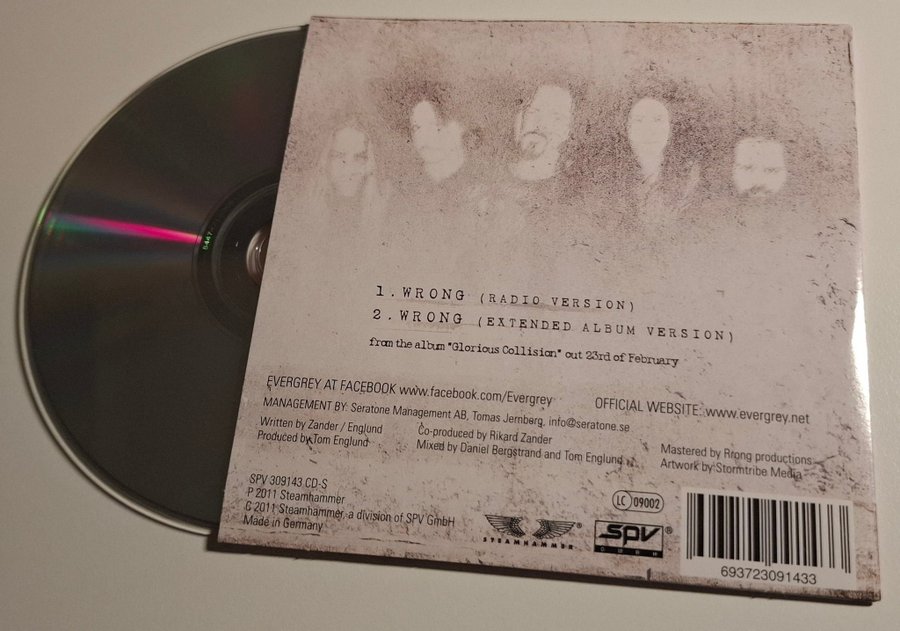 1. WRONG (RADIO VERSION)
2. WRONG (EXTENDED ALBUM VERSION)
from the album "Glorious Collision" out 23rd of February
EVERGREY AT FACEBOOK www.facebook.com/Evergrey
OFFICIAL WEBSITE: www.evergrey.net
MANAGEMENT BY: Seratone Management AB, Tomas Jernberg, info@seratone.se
Written by Zander / Englund
Produced by Tom Englund
Co-produced by Rikard Zander
Mixed by Daniel Bergstrand and Tom Englund
Mastered by Rrong productions
Artwork by Stormtribe Media
SPV 309143 CD-S
P 2011 Steamhammer
C 2011 Steamhammer, a division of SPV GmbH
Made in Germany
STEAMHAMMER®
LC 09002
SPV®
693723091433